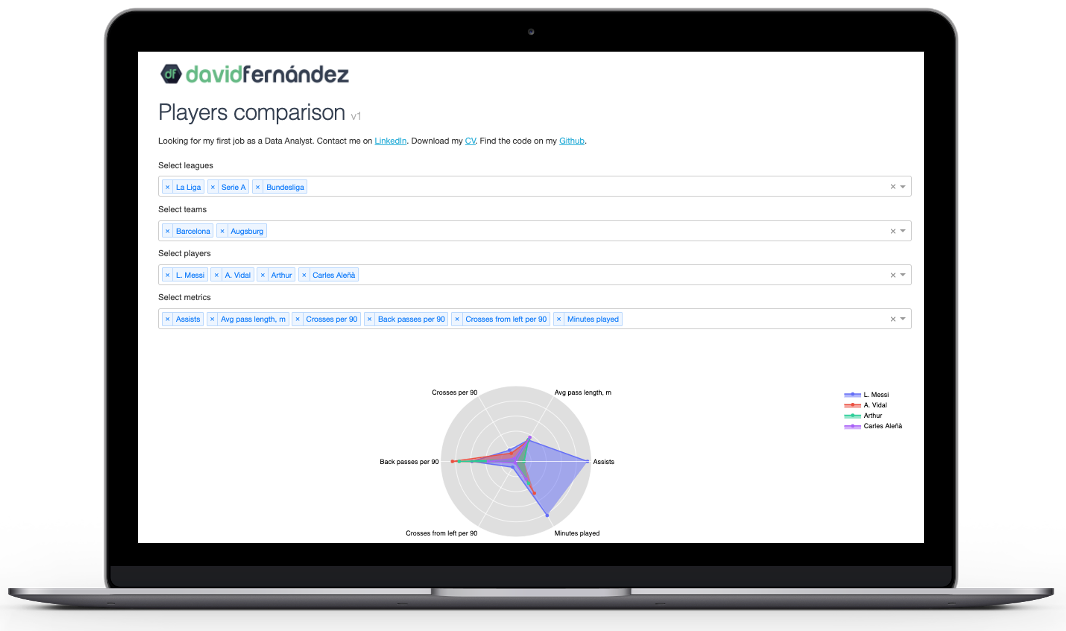 df davidfernández
Players comparison v1
Looking for my first job as a Data Analyst. Contact me on LinkedIn. Download my CV. Find the code on my Github.
Select leagues
× La Liga × Serie A × Bundesliga ×
Select teams
× Barcelona × Augsburg ×
Select players
× L. Messi × A. Vidal × Arthur × Carles Aleñá ×
Select metrics
× Assists × Avg pass length, m × Crosses per 90 × Back passes per 90 × Crosses from left per 90 × Minutes played ×
Crosses per 90
Avg pass length, m
Back passes per 90
Assists
Crosses from left per 90
Minutes played
L. Messi
A. Vidal
Arthur
Carles Aleñá